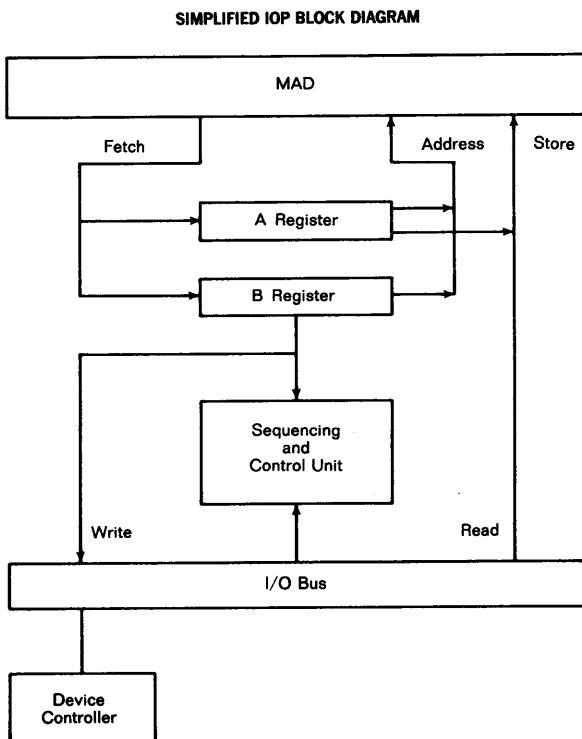 SIMPLIFIED IOP BLOCK DIAGRAM
MAD
Fetch
Address
Store
A Register
B Register
Sequencing
and
Control Unit
Write
Read
I/O Bus
Device
Controller